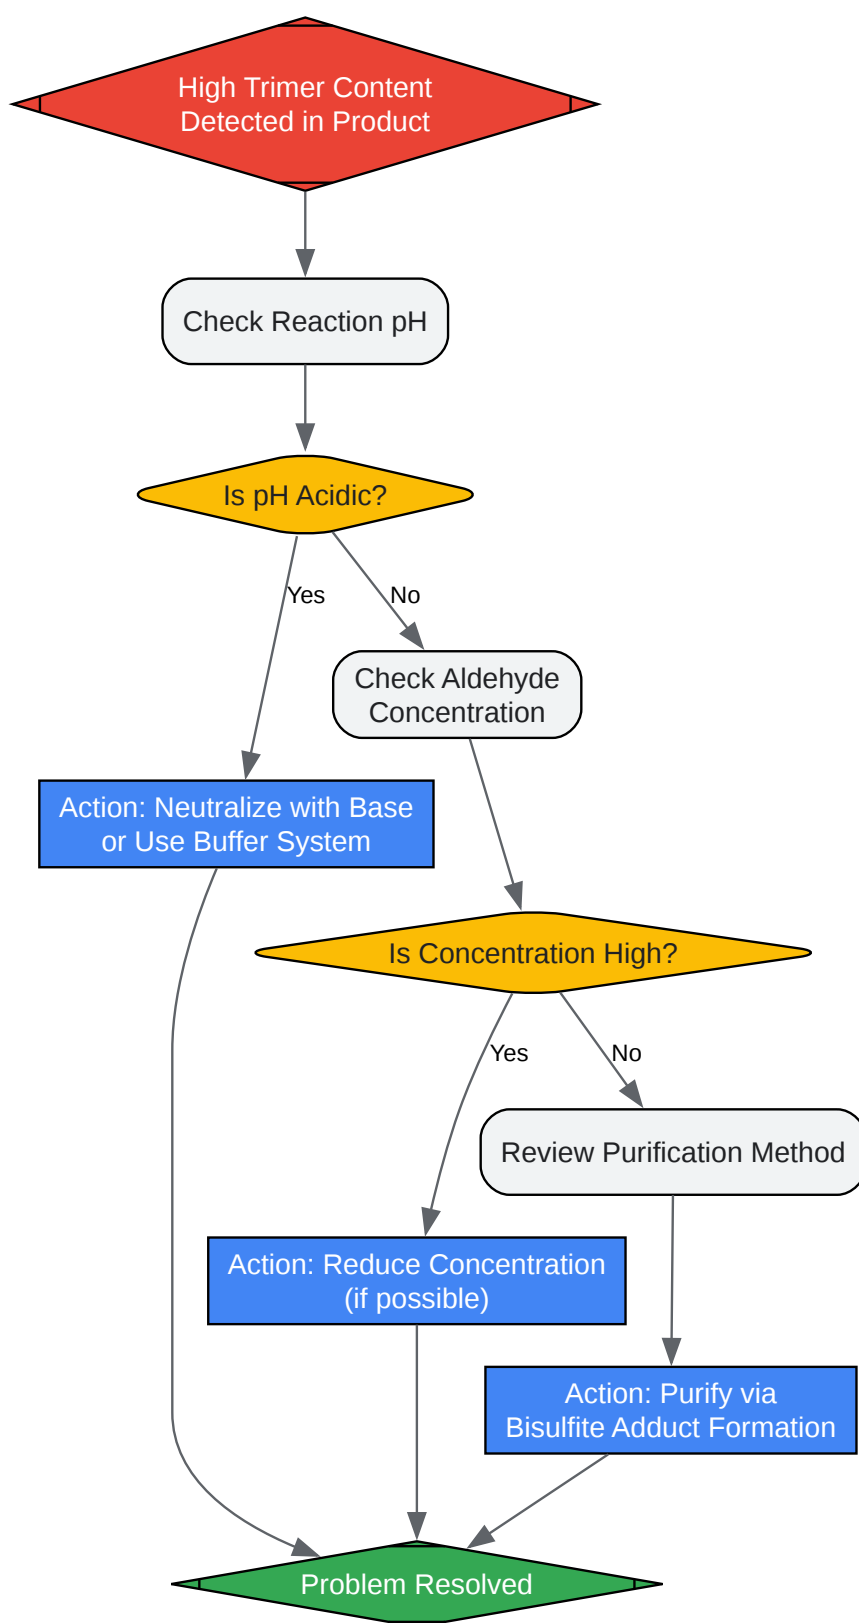 High Trimer Content
Detected in Product
Check Reaction pH
Is pH Acidic?
Yes
No
Check Aldehyde
Concentration
Action: Neutralize with Base
or Use Buffer System
Is Concentration High?
Yes
No
Review Purification Method
Action: Reduce Concentration
(if possible)
Action: Purify via
Bisulfite Adduct Formation
Problem Resolved